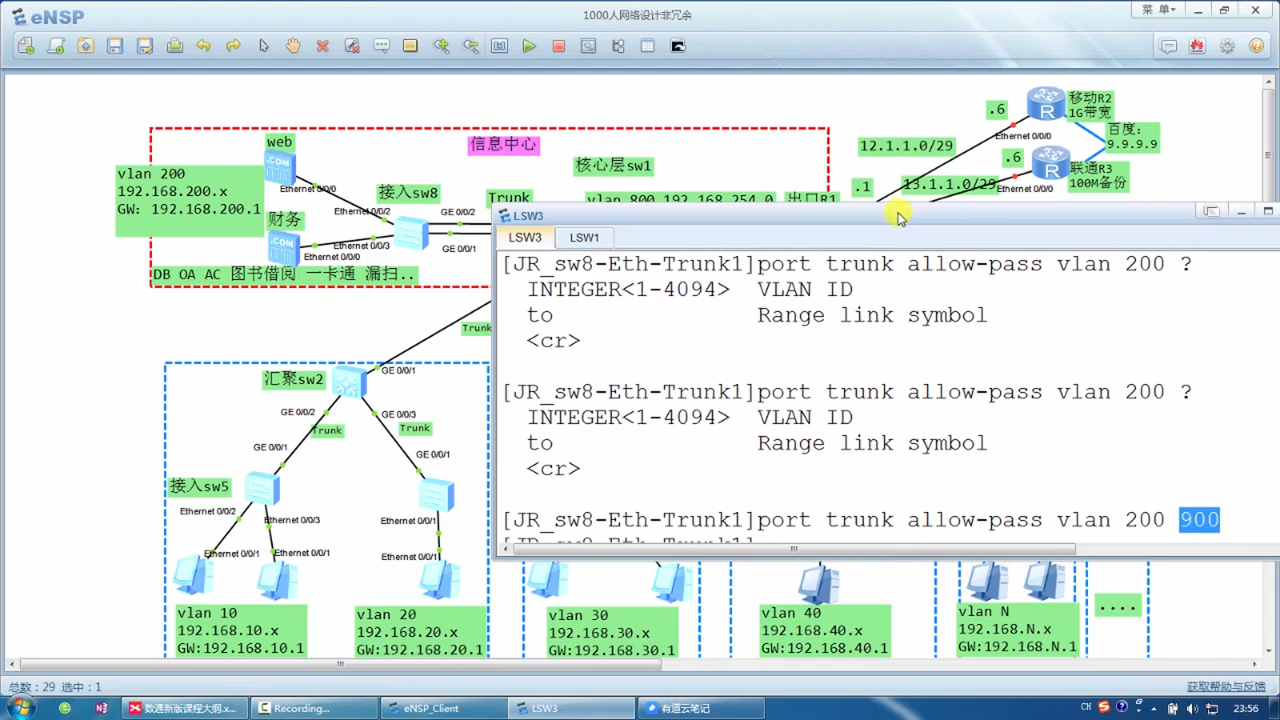 eNSP
1000人网络设计非冗余
菜 单
.6
移动R2
1G带宽
Ethernet 0/0/0
百度:
9.9.9.9
12.1.1.0/29
.6
联通R3
100M备份
Ethernet 0/0/0
.1
13.1.1.0/29
web
信息中心
核心层sw1
vlan 200
192.168.200.x
GW: 192.168.200.1
Ethernet 0/0/0
接入sw8
Ethernet 0/0/2
GE 0/0/2
Trunk
vlan 800 192.168.254.0
出口R1
财务
Ethernet 0/0/3
GE 0/0/1
Ethernet 0/0/0
DB OA AC 图书借阅 一卡通 漏扫..
Trunk
LSW3
LSW3
LSW1
[JR_sw8-Eth-Trunk1]port trunk allow-pass vlan 200 ?
INTEGER<1-4094> VLAN ID
to Range link symbol
<cr>
[JR_sw8-Eth-Trunk1]port trunk allow-pass vlan 200 ?
INTEGER<1-4094> VLAN ID
to Range link symbol
<cr>
[JR_sw8-Eth-Trunk1]port trunk allow-pass vlan 200 900
[JR_sw8-Eth-Trunk1]
汇聚sw2
GE 0/0/1
GE 0/0/2
GE 0/0/3
Trunk
Trunk
GE 0/0/1
GE 0/0/1
接入sw5
Ethernet 0/0/2
Ethernet 0/0/3
Ethernet 0/0/1
Ethernet 0/0/1
Ethernet 0/0/1
Ethernet 0/0/1
vlan 10
192.168.10.x
GW:192.168.10.1
vlan 20
192.168.20.x
GW:192.168.20.1
vlan 30
192.168.30.x
GW:192.168.30.1
vlan 40
192.168.40.x
GW:192.168.40.1
vlan N
192.168.N.x
GW:192.168.N.1
....
总数: 29 选中: 1
获取帮助与反馈
数通新版课程大纲.x...
Recording...
eNSP_Client
LSW3
有道云笔记
CH
23:56